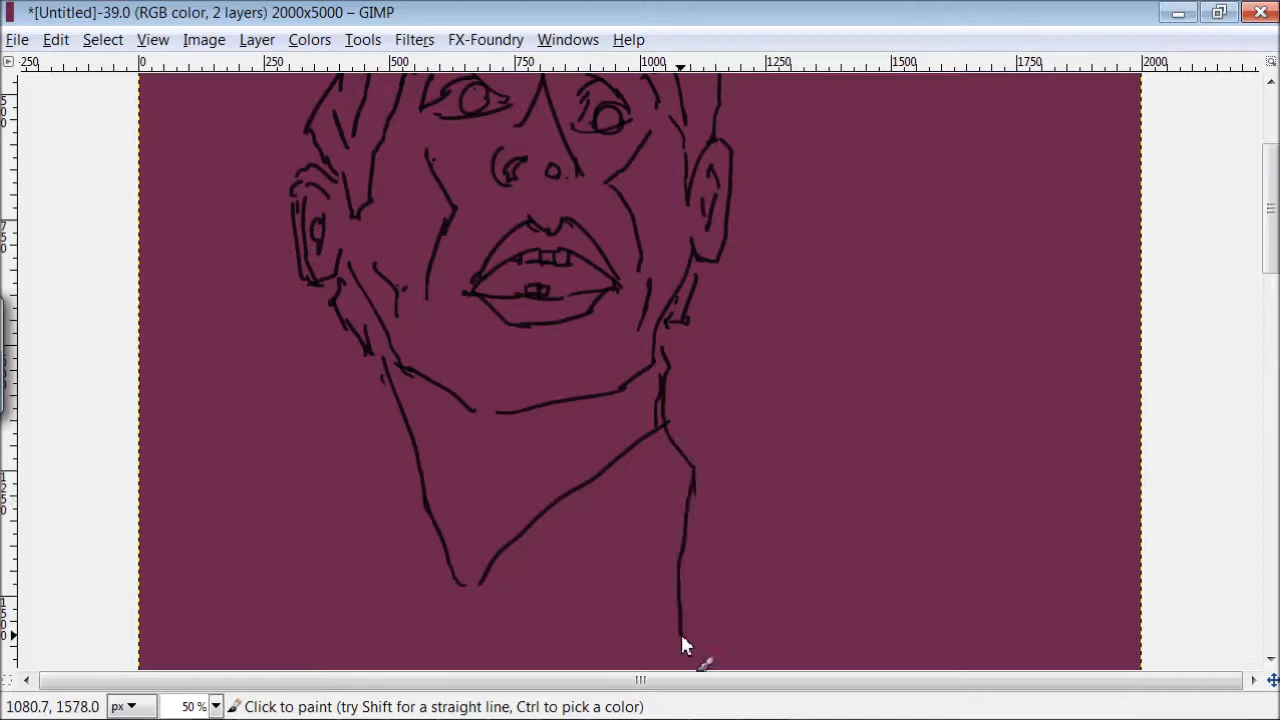 *[Untitled]-39.0 (RGB color, 2 layers) 2000x5000 – GIMP
File Edit Select View Image Layer Colors Tools Filters FX-Foundry Windows Help
-250 0 250 500 750 1000 1250 1500 1750 2000
1080.7, 1578.0 px 50 % Click to paint (try Shift for a straight line, Ctrl to pick a color)